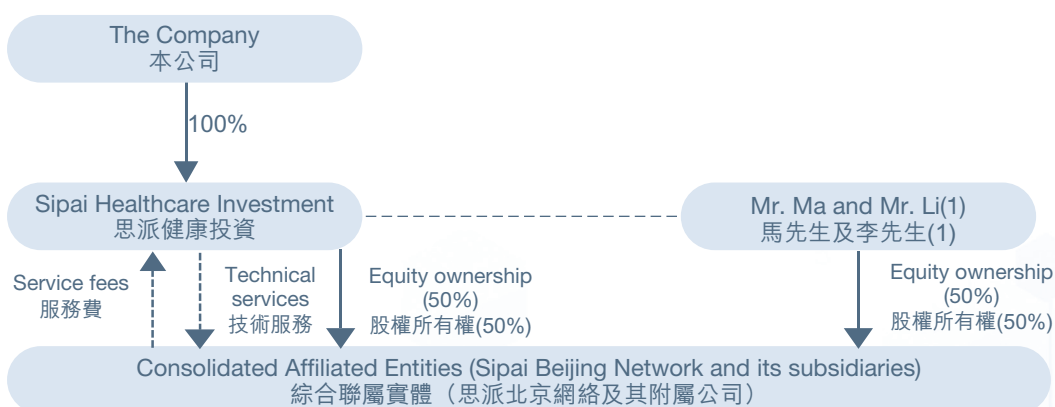 The Company
本公司
100%
Sipai Healthcare Investment
思派健康投資
Mr. Ma and Mr. Li(1)
馬先生及李先生(1)
Service fees
服務費
Technical
services
技術服務
Equity ownership
(50%)
股權所有權(50%)
Equity ownership
(50%)
股權所有權(50%)
Consolidated Affiliated Entities (Sipai Beijing Network and its subsidiaries)
綜合聯屬實體（思派北京網絡及其附屬公司）